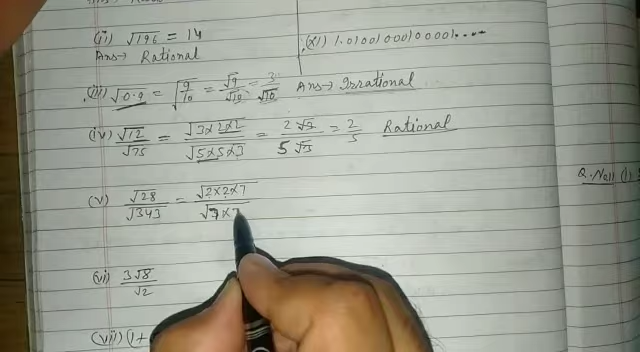 (ii) √196 = 14
Ans→ Rational
(iii) √0.9 = √9/10 = √9/√10 = 3/√10 Ans→ Irrational
(iv) √12/√75 = √3×2×2/√5×5×3 = 2√3/5√3 = 2/5 Rational
(v) √28/√343 = √2×2×7/√7×7
(vi) 3√8/√2
(vii) (1+
(xi) 1.01001000100001....
Q.No11 (i)